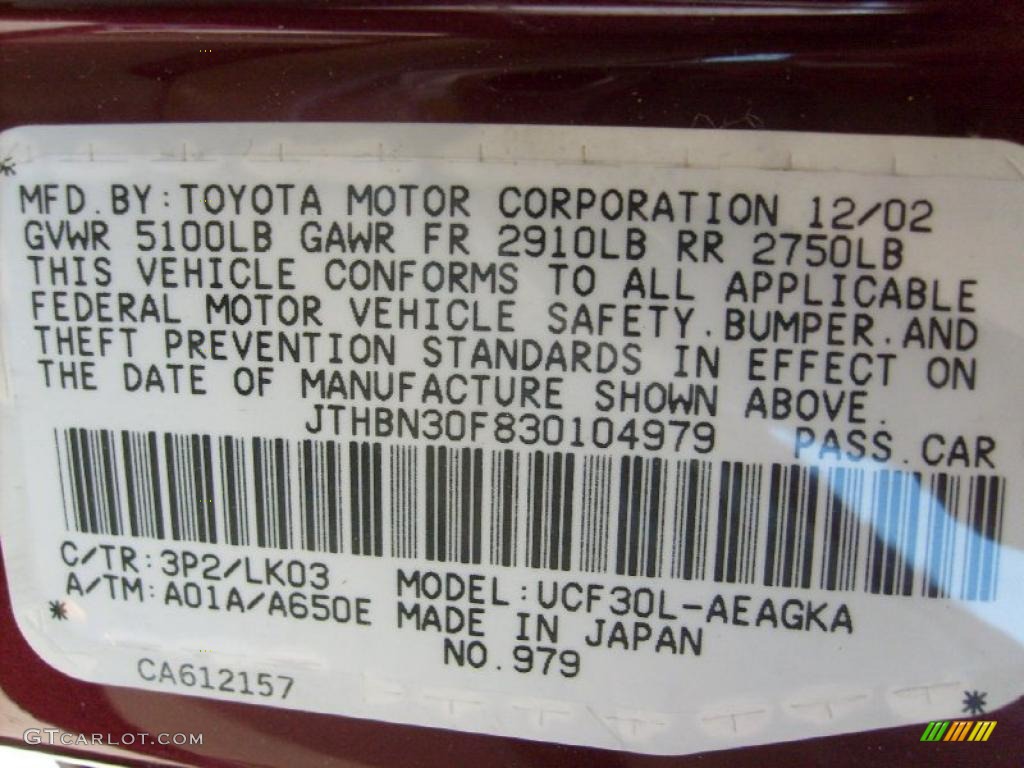 MFD. BY: TOYOTA MOTOR CORPORATION 12/02
GVWR 5100LB GAWR FR 2910LB RR 2750LB
THIS VEHICLE CONFORMS TO ALL APPLICABLE
FEDERAL MOTOR VEHICLE SAFETY. BUMPER. AND
THEFT PREVENTION STANDARDS IN EFFECT ON
THE DATE OF MANUFACTURE SHOWN ABOVE.
JTHBN30F830104979 PASS. CAR
C/TR: 3P2/LK03
A/TM: A01A/A650E
MODEL: UCF30L-AEAGKA
MADE IN JAPAN
NO. 979
CA612157
GTCARLOT.COM